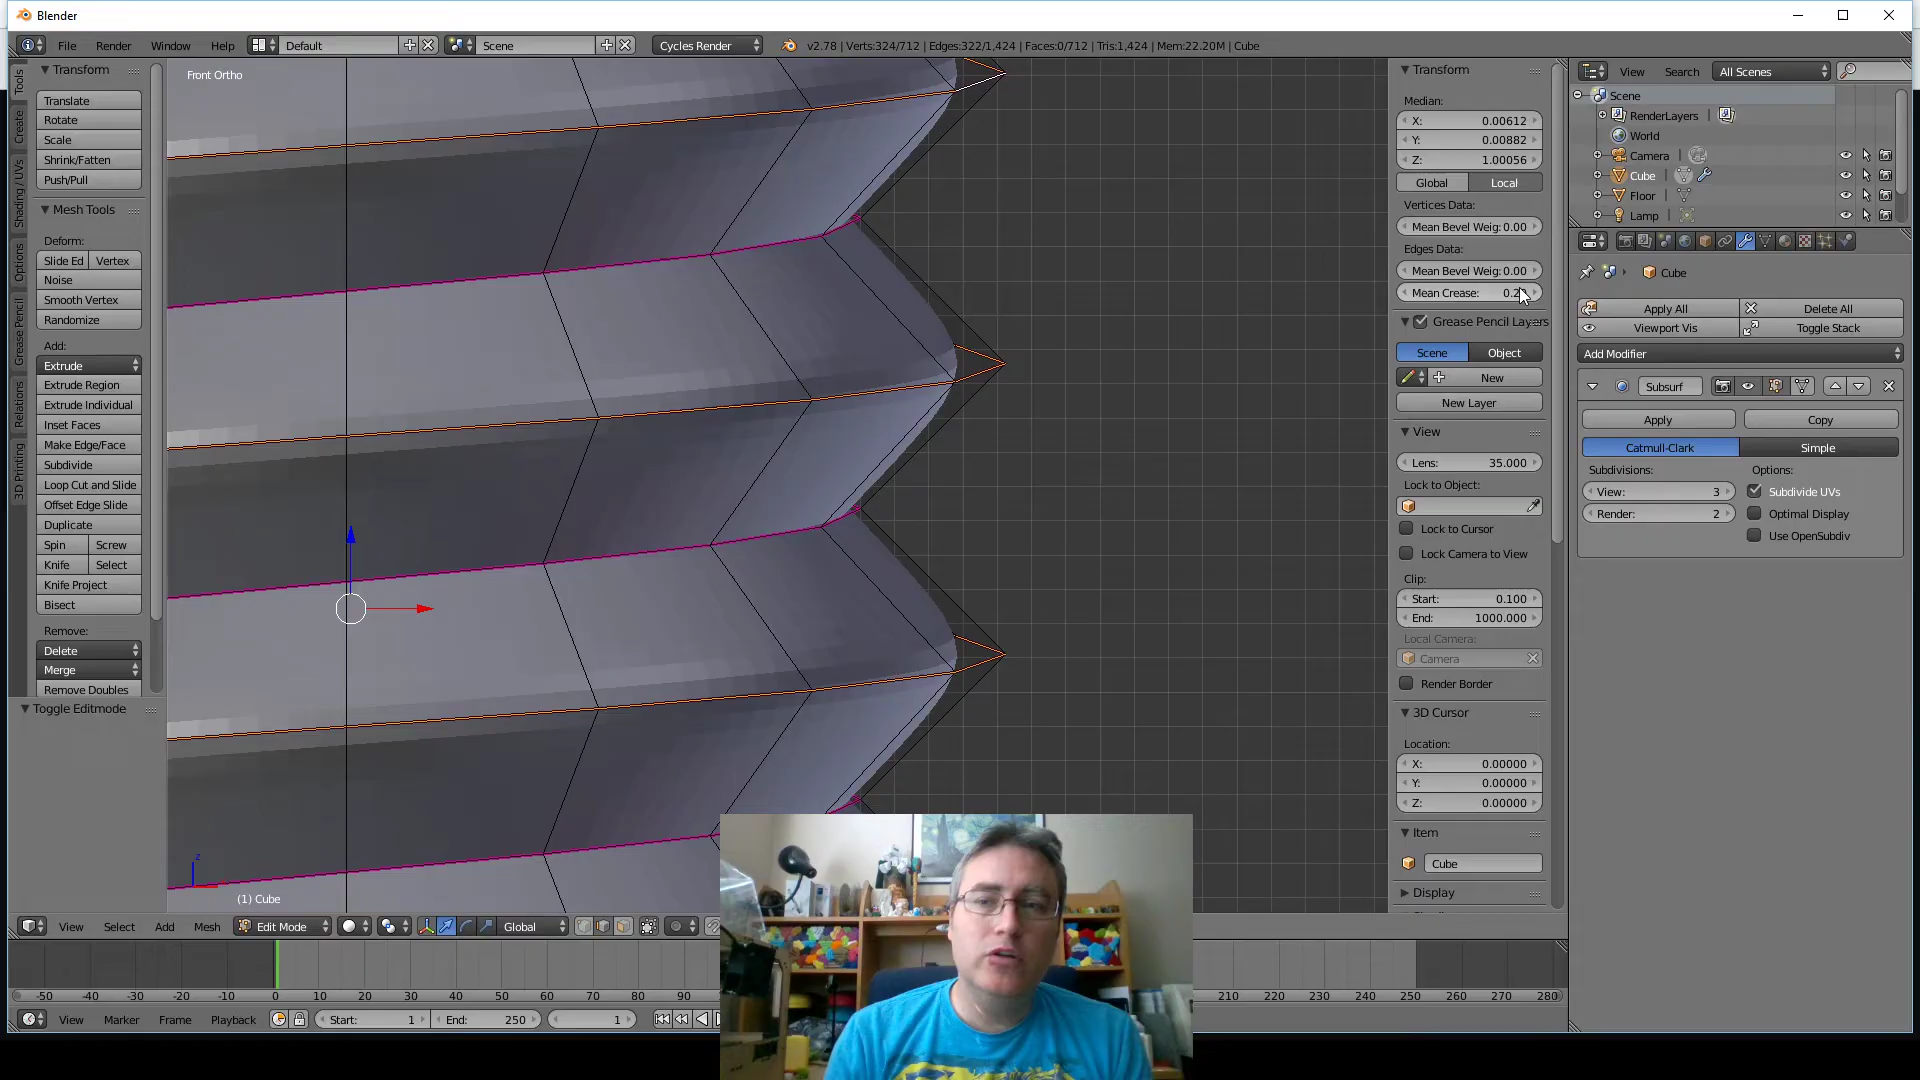 Blender
File Render Window Help Default Scene Cycles Render v2.78 | Verts:324/712 | Edges:322/1,424 | Faces:0/712 | Tris:1,424 | Mem:22.20M | Cube
Tools
Create
Shading / UVs
Options
Grease Pencil
Relations
3D Printing
Transform
Translate
Rotate
Scale
Shrink/Fatten
Push/Pull
Mesh Tools
Deform:
Slide Ed Vertex
Noise
Smooth Vertex
Randomize
Add:
Extrude
Extrude Region
Extrude Individual
Inset Faces
Make Edge/Face
Subdivide
Loop Cut and Slide
Offset Edge Slide
Duplicate
Spin Screw
Knife Select
Knife Project
Bisect
Remove:
Delete
Merge
Remove Doubles
Toggle Editmode
Front Ortho
z
(1) Cube
Transform
Median:
X: 0.00612
Y: 0.00882
Z: 1.00056
Global Local
Vertices Data:
Mean Bevel Weig: 0.00
Edges Data:
Mean Bevel Weig: 0.00
Mean Crease:
Grease Pencil Layers
Scene Object
New
New Layer
View
Lens: 35.000
Lock to Object:
Lock to Cursor
Lock Camera to View
Clip:
Start: 0.100
End: 1000.000
Local Camera:
Camera
Render Border
3D Cursor
Location:
X: 0.00000
Y: 0.00000
Z: 0.00000
Item
Cube
Display
View Search All Scenes
Scene
RenderLayers
World
Camera
Cube
Floor
Lamp
Cube
Apply All Delete All
Viewport Vis Toggle Stack
Add Modifier
Subsurf
Apply Copy
Catmull-Clark Simple
Subdivisions: Options:
View: 3 Subdivide UVs
Render: 2 Optimal Display
Use OpenSubdiv
View Select Add Mesh Edit Mode Global
-50 -40 -30 -20 -10 0 10 20 30 40 50 60 70 80 90 210 220 230 240 250 260 270 280
View Marker Frame Playback Start: 1 End: 250 1